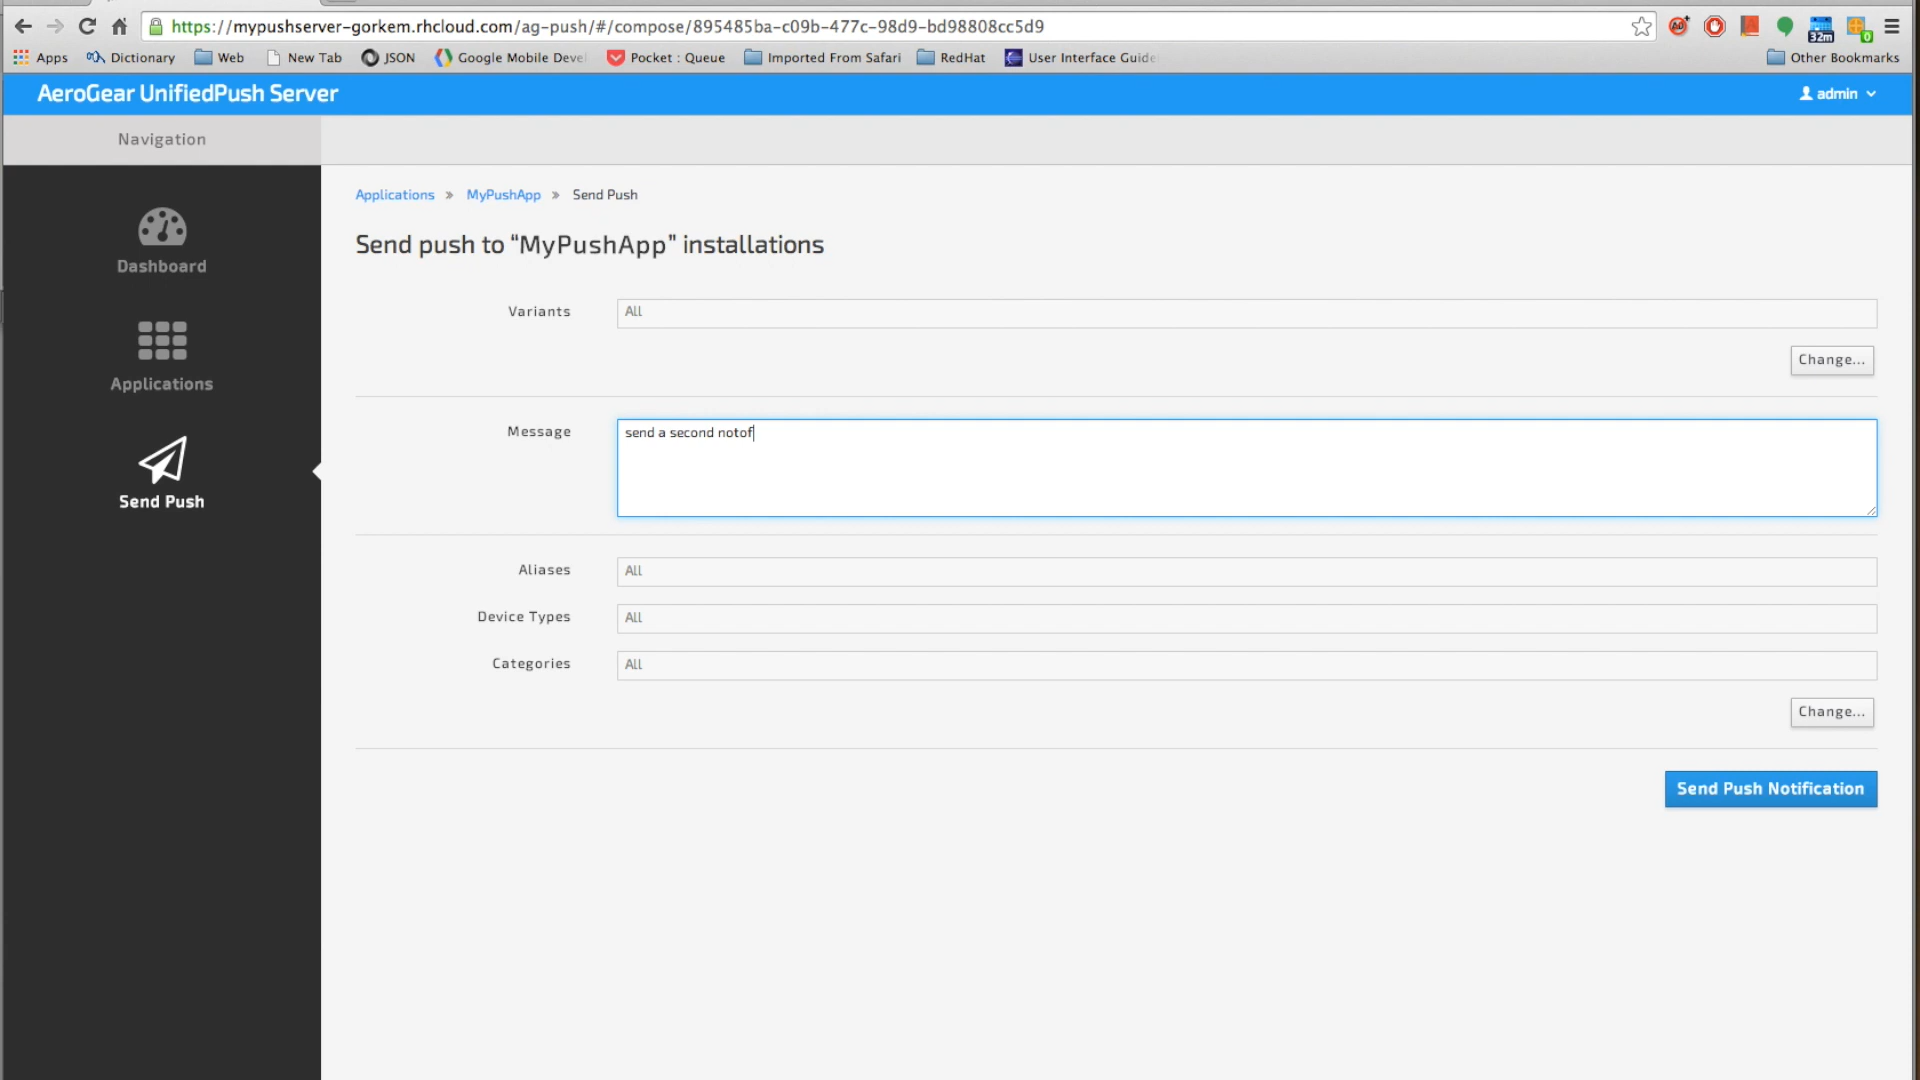 https://mypushserver-gorkem.rhcloud.com/ag-push/#/compose/895485ba-c09b-477c-98d9-bd98808cc5d9
32m
0
Apps Dictionary Web New Tab JSON Google Mobile Deve Pocket : Queue Imported From Safari RedHat User Interface Guide Other Bookmarks
AeroGear UnifiedPush Server admin
Navigation
Dashboard
Applications
Send Push
Applications » MyPushApp » Send Push
Send push to “MyPushApp” installations
Variants All
Change...
Message send a second notof
Aliases All
Device Types All
Categories All
Change...
Send Push Notification